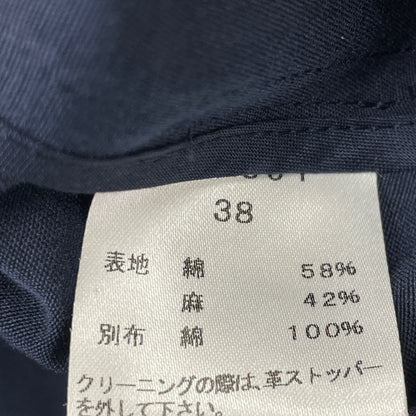 38
表地 綿 58%
麻 42%
別布 綿 100%
クリーニングの際は、革ストッパー
を外して下さい。